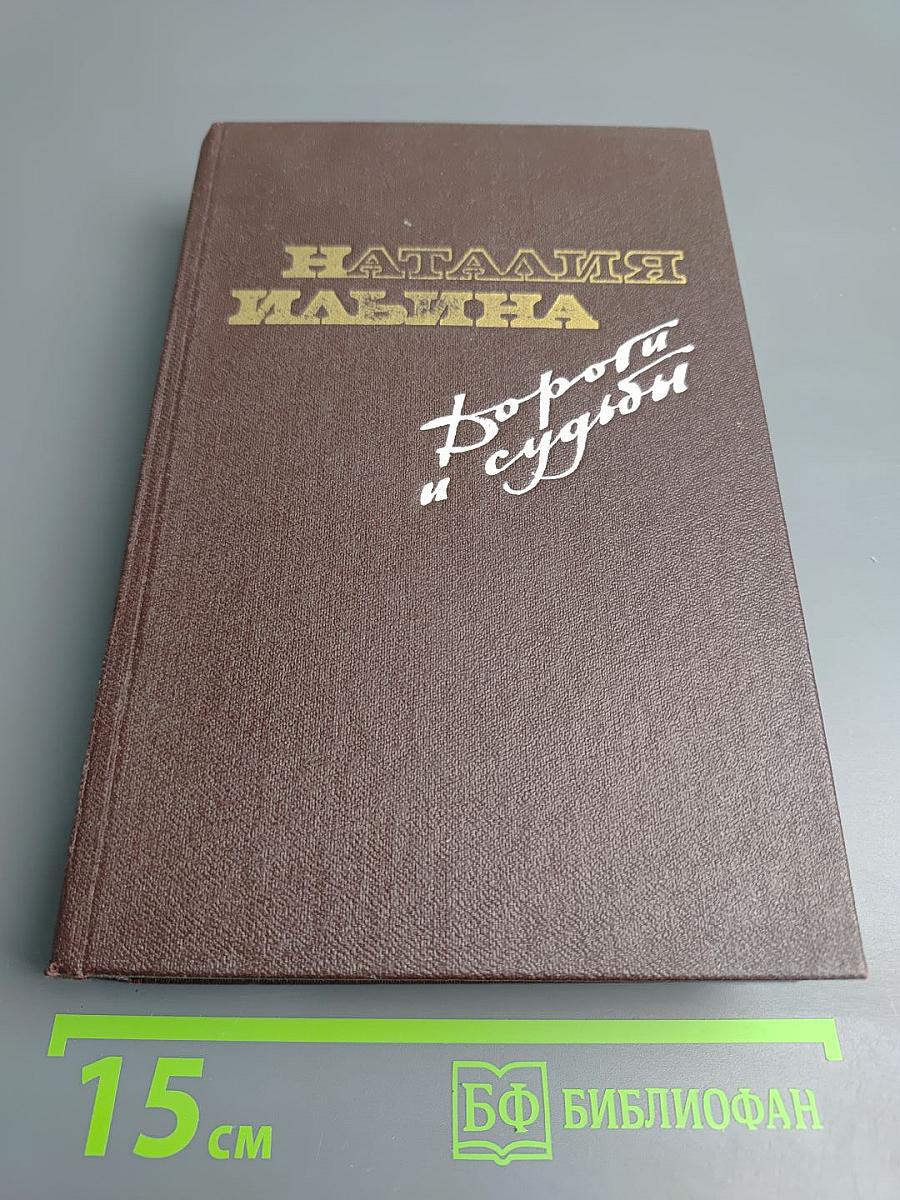 НАТАЛИЯ
ИЛЬИНА
Дороги
и судьбы
15 см
БФ БИБЛИОФАН